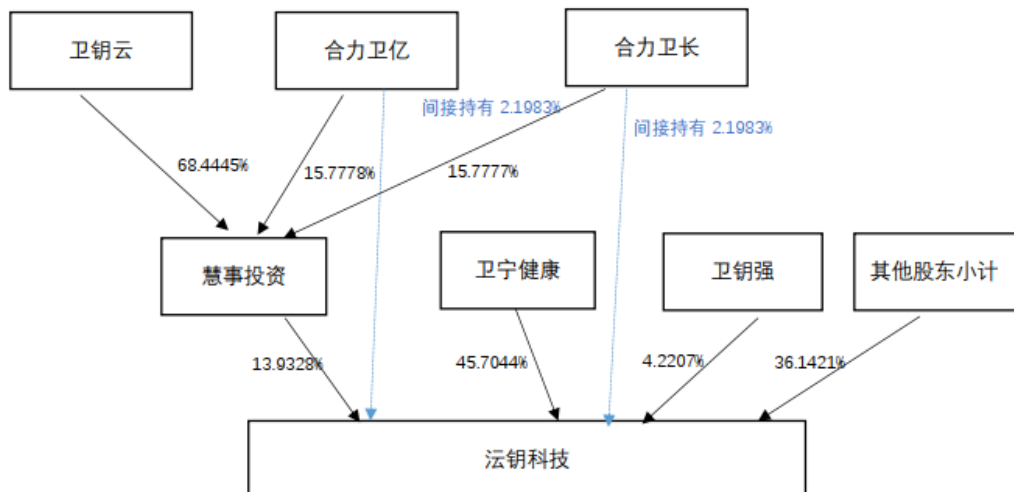 卫钥云
合力卫亿
合力卫长
间接持有 2.1983%
间接持有 2.1983%
68.4445%
15.7778%
15.7777%
慧事投资
卫宁健康
卫钥强
其他股东小计
13.9328%
45.7044%
4.2207%
36.1421%
沄钥科技